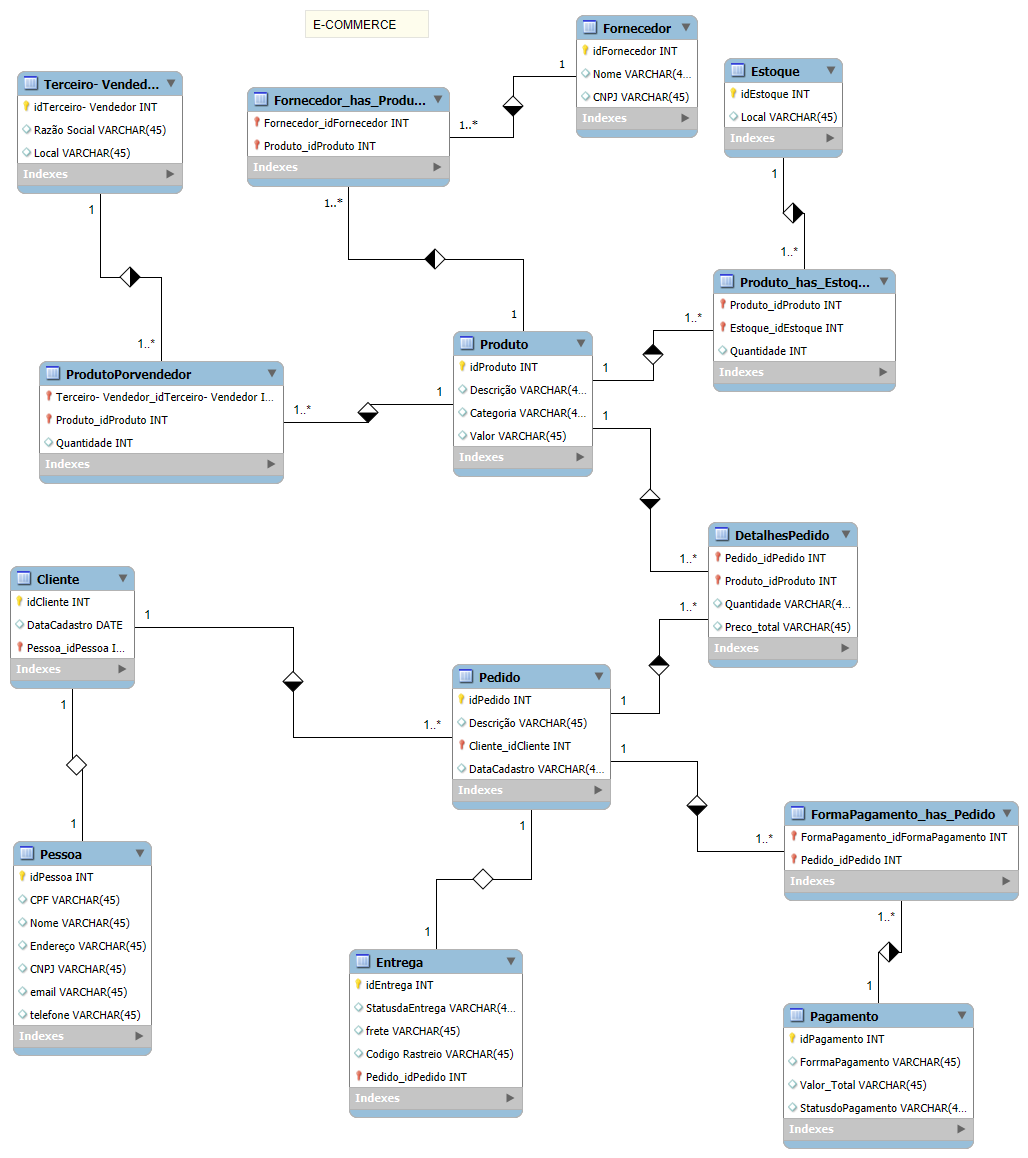 E-COMMERCE
Fornecedor
idFornecedor INT
Nome VARCHAR(4...
CNPJ VARCHAR(45)
Indexes
Estoque
idEstoque INT
Local VARCHAR(45)
Indexes
Terceiro- Vended...
idTerceiro- Vendedor INT
Razão Social VARCHAR(45)
Local VARCHAR(45)
Indexes
Fornecedor_has_Produ...
Fornecedor_idFornecedor INT
Produto_idProduto INT
Indexes
1
1..*
1
1..*
1
1..*
1..*
1
Produto_has_Estoq...
Produto_idProduto INT
Estoque_idEstoque INT
Quantidade INT
Indexes
Produto
idProduto INT
Descrição VARCHAR(4...
Categoria VARCHAR(4...
Valor VARCHAR(45)
Indexes
ProdutoPorvendedor
Terceiro- Vendedor_idTerceiro- Vendedor I...
Produto_idProduto INT
Quantidade INT
Indexes
1..*
1
1
1..*
1
1..*
DetalhesPedido
Pedido_idPedido INT
Produto_idProduto INT
Quantidade VARCHAR(4...
Preco_total VARCHAR(45)
Indexes
Cliente
idCliente INT
DataCadastro DATE
Pessoa_idPessoa I...
Indexes
1
1..*
1..*
1
Pedido
idPedido INT
Descrição VARCHAR(45)
Cliente_idCliente INT
DataCadastro VARCHAR(4...
Indexes
1
1
1
1..*
FormaPagamento_has_Pedido
FormaPagamento_idFormaPagamento INT
Pedido_idPedido INT
Indexes
Pessoa
idPessoa INT
CPF VARCHAR(45)
Nome VARCHAR(45)
Endereço VARCHAR(45)
CNPJ VARCHAR(45)
email VARCHAR(45)
telefone VARCHAR(45)
Indexes
1
1
Entrega
idEntrega INT
StatusdaEntrega VARCHAR(4...
frete VARCHAR(45)
Codigo Rastreio VARCHAR(45)
Pedido_idPedido INT
Indexes
1..*
1
Pagamento
idPagamento INT
ForrmaPagamento VARCHAR(45)
Valor_Total VARCHAR(45)
StatusdoPagamento VARCHAR(4...
Indexes